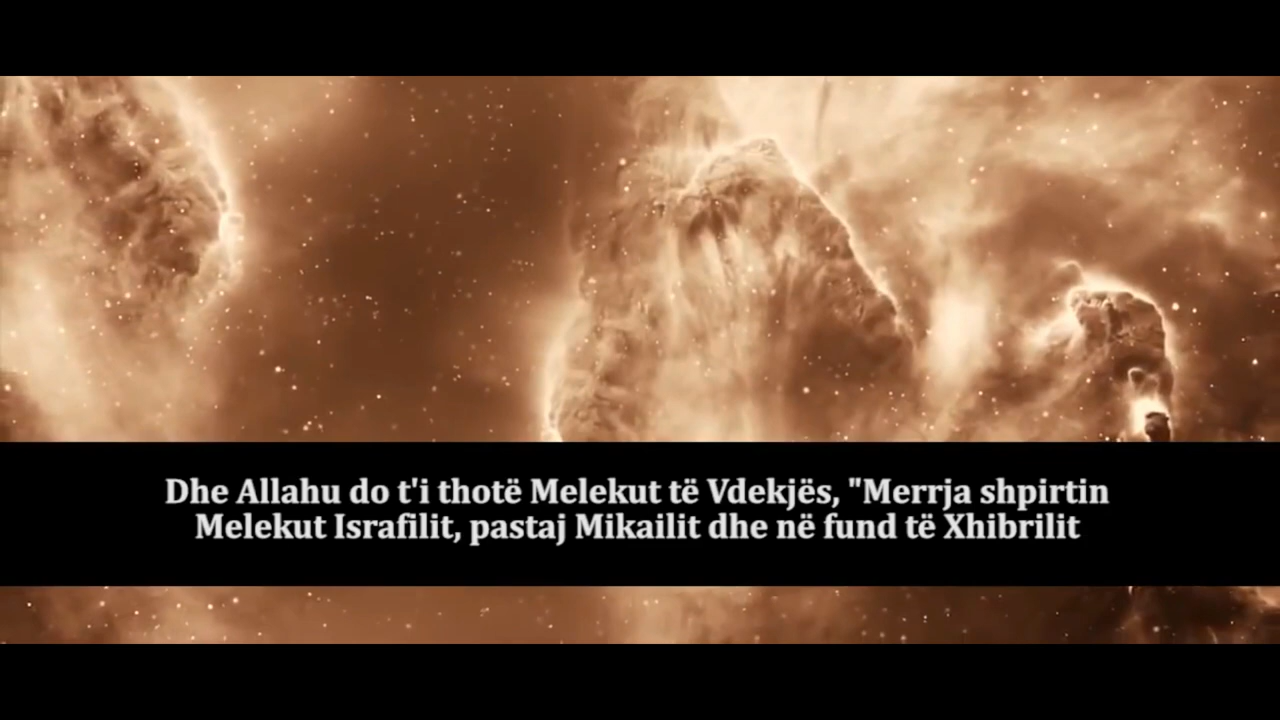 Dhe Allahu do t'i thotë Melekut të Vdekjës, "Merrja shpirtin
Melekut Israfilit, pastaj Mikailit dhe në fund të Xhibrilit